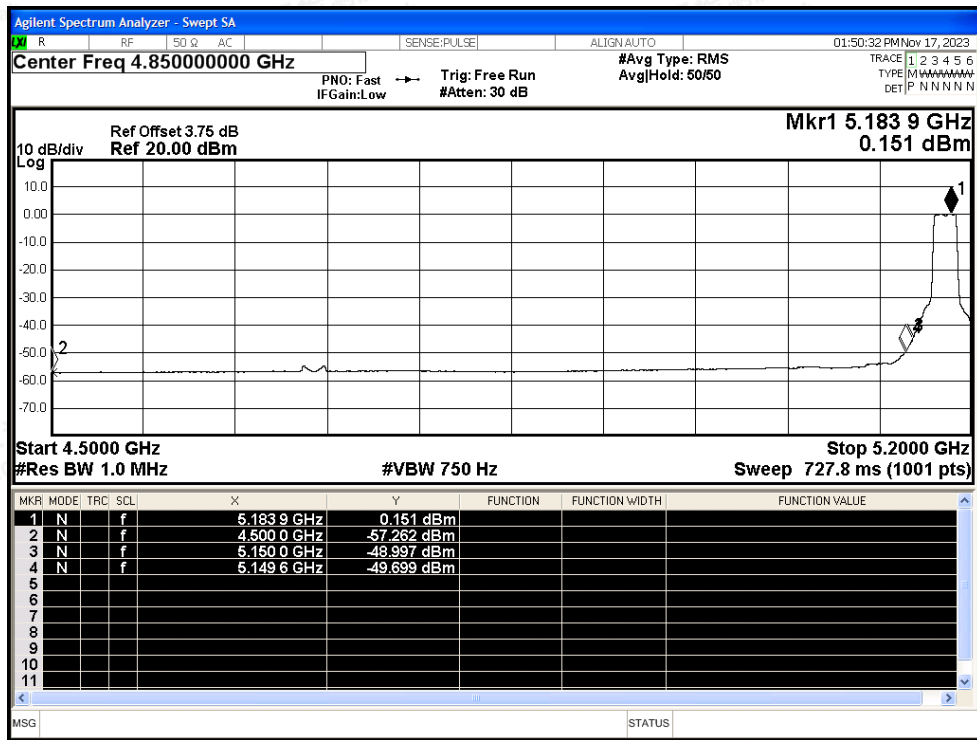 Agilent Spectrum Analyzer - Swept SA
LXI R RF 50 Ω AC SENSE:PULSE ALIGN AUTO 01:50:32 PM Nov 17, 2023
Center Freq 4.850000000 GHz
PNO: Fast
IFGain:Low
Trig: Free Run
#Atten: 30 dB
#Avg Type: RMS
Avg|Hold: 50/50
TRACE 1 2 3 4 5 6
TYPE M WWWWW
DET P N N N N N
Mkr1 5.183 9 GHz
0.151 dBm
Ref Offset 3.75 dB
10 dB/div Ref 20.00 dBm
Log
10.0
0.00
-10.0
-20.0
-30.0
-40.0
-50.0
-60.0
-70.0
1
2
Start 4.5000 GHz Stop 5.2000 GHz
#Res BW 1.0 MHz #VBW 750 Hz Sweep 727.8 ms (1001 pts)
MKR MODE TRC SCL X Y FUNCTION FUNCTION WIDTH FUNCTION VALUE
1 N f 5.183 9 GHz 0.151 dBm
2 N f 4.500 0 GHz -57.262 dBm
3 N f 5.150 0 GHz -48.997 dBm
4 N f 5.149 6 GHz -49.699 dBm
5
6
7
8
9
10
11
MSG STATUS